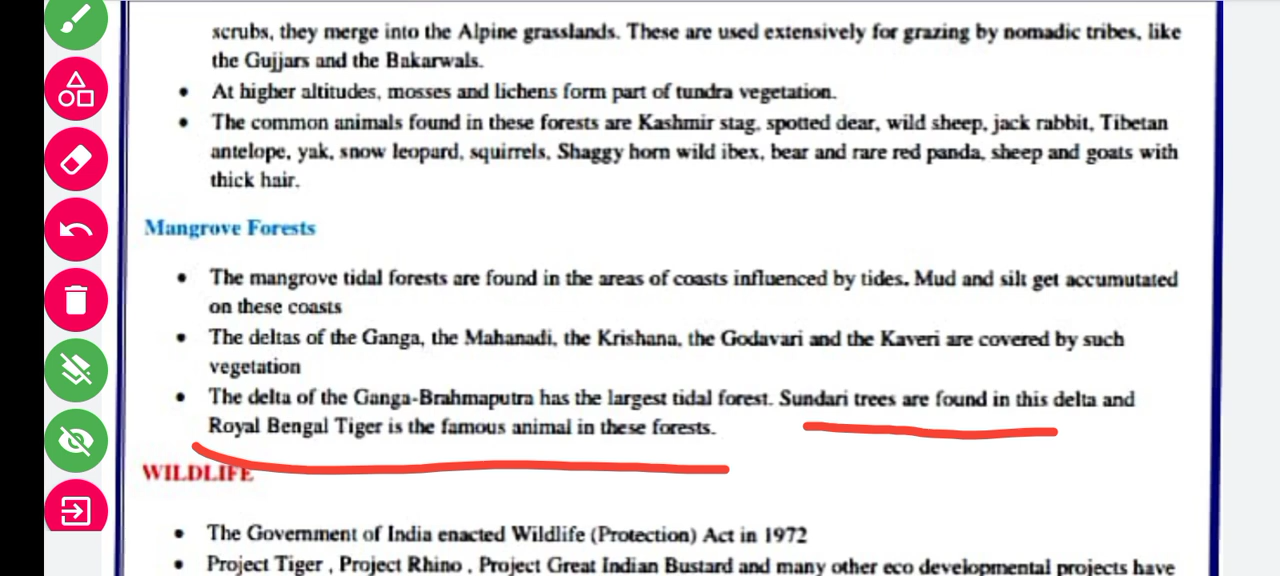 scrubs, they merge into the Alpine grasslands. These are used extensively for grazing by nomadic tribes, like
the Gujjars and the Bakarwals.
• At higher altitudes, mosses and lichens form part of tundra vegetation.
• The common animals found in these forests are Kashmir stag, spotted dear, wild sheep, jack rabbit, Tibetan
antelope, yak, snow leopard, squirrels, Shaggy horn wild ibex, bear and rare red panda, sheep and goats with
thick hair.
Mangrove Forests
• The mangrove tidal forests are found in the areas of coasts influenced by tides. Mud and silt get accumutated
on these coasts
• The deltas of the Ganga, the Mahanadi, the Krishana, the Godavari and the Kaveri are covered by such
vegetation
• The delta of the Ganga-Brahmaputra has the largest tidal forest. Sundari trees are found in this delta and
Royal Bengal Tiger is the famous animal in these forests.
WILDLIFE
• The Government of India enacted Wildlife (Protection) Act in 1972
• Project Tiger , Project Rhino , Project Great Indian Bustard and many other eco developmental projects have